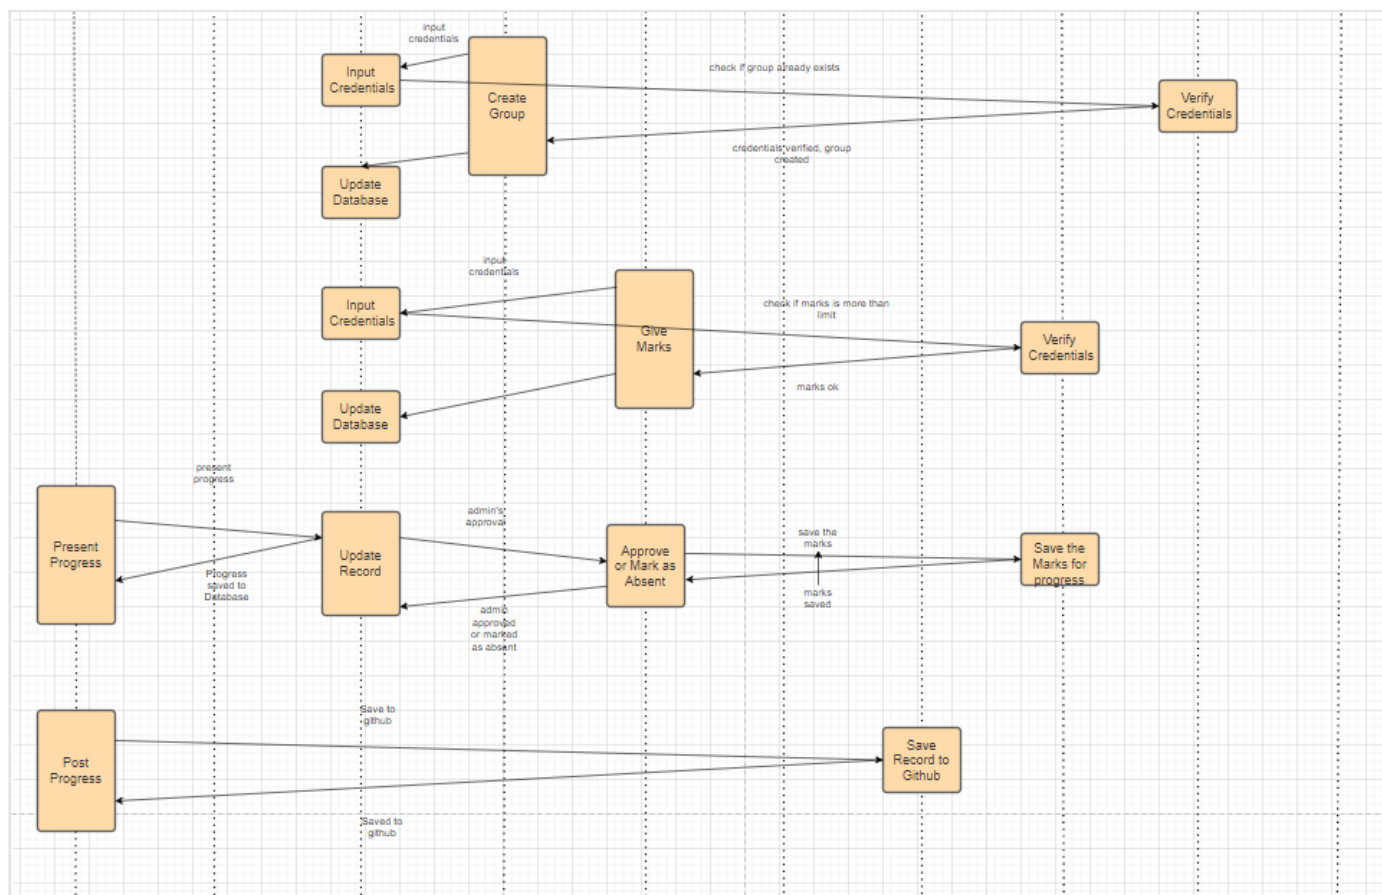 input
credentials
Input
Credentials
Create
Group
check if group already exists
Verify
Credentials
credentials verified, group
created
Update
Database
input
credentials
Input
Credentials
Give
Marks
check if marks is more than
limit
Verify
Credentials
marks ok
Update
Database
present
progress
Present
Progress
Progress
saved to
Database
Update
Record
admin's
approval
admin
approved
or marked
as absent
Approve
or Mark as
Absent
save the
marks
marks
saved
Save the
Marks for
progress
Post
Progress
Save to
github
Saved to
github
Save
Record to
Github